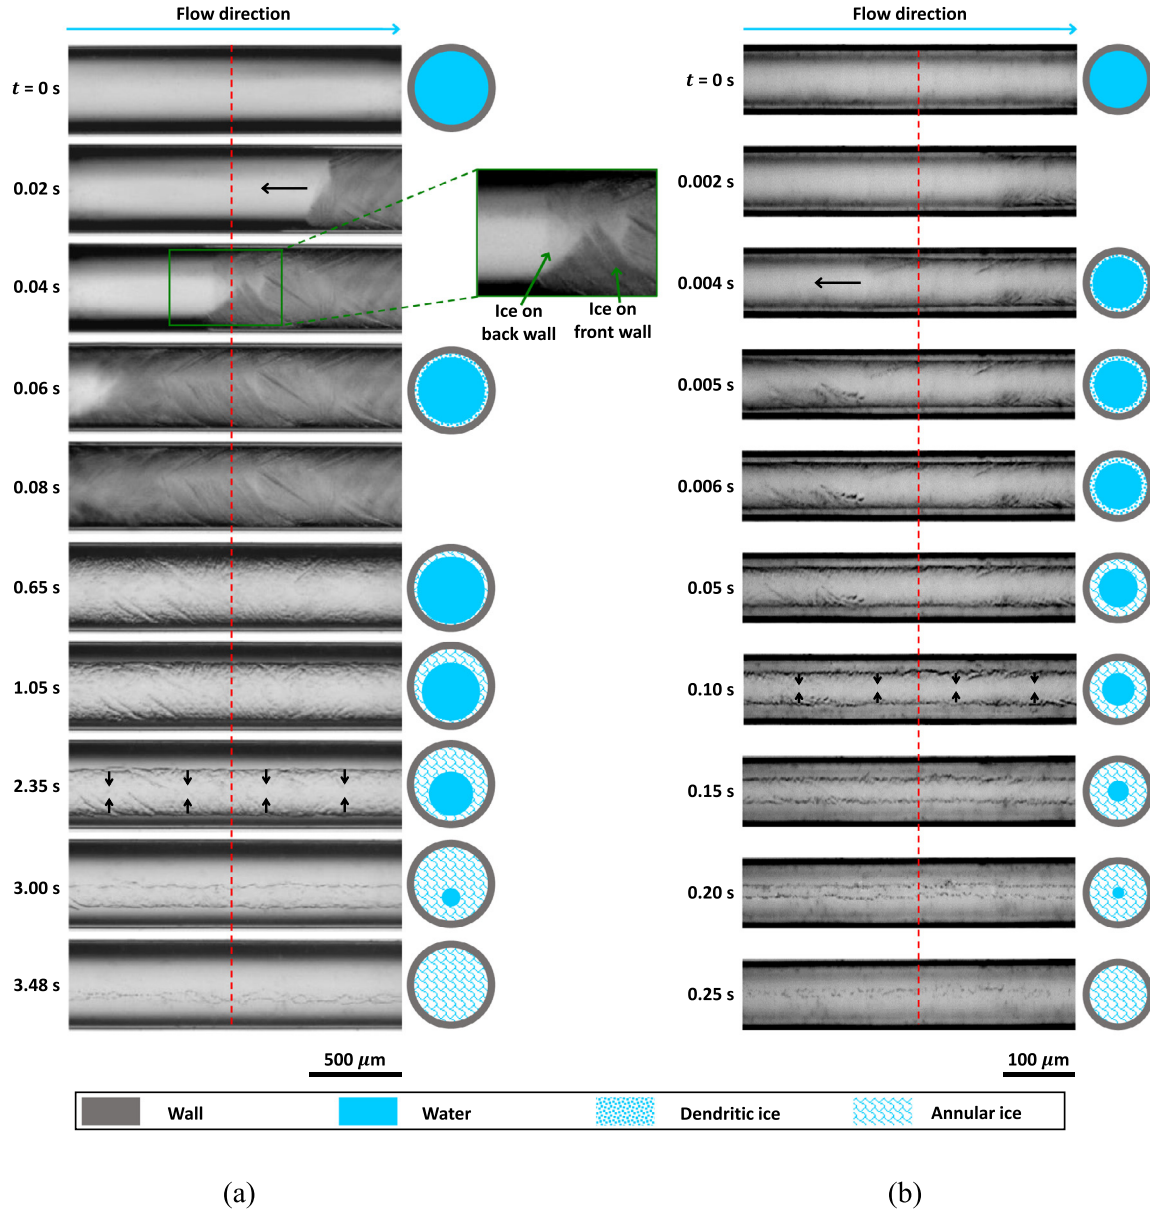 Flow direction
t = 0 s
0.02 s
0.04 s
Ice on
back wall
Ice on
front wall
0.06 s
0.08 s
0.65 s
1.05 s
2.35 s
3.00 s
3.48 s
500 μm
Flow direction
t = 0 s
0.002 s
0.004 s
0.005 s
0.006 s
0.05 s
0.10 s
0.15 s
0.20 s
0.25 s
100 μm
Wall Water Dendritic ice Annular ice
(a) (b)